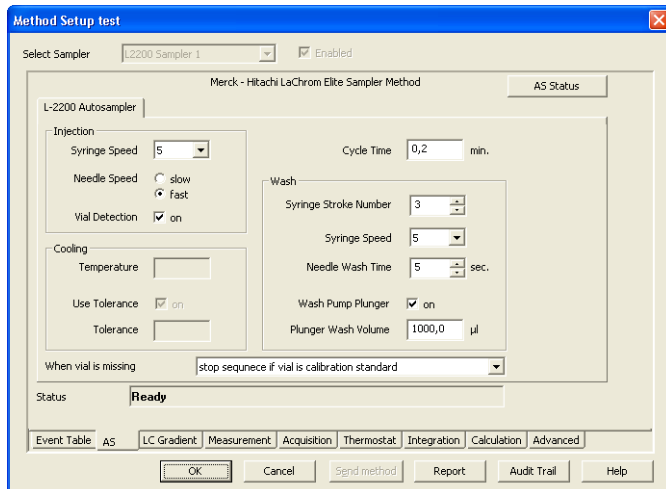 Method Setup test
Select Sampler L2200 Sampler 1 Enabled
Merck - Hitachi LaChrom Elite Sampler Method AS Status
L-2200 Autosampler
Injection
Syringe Speed 5 Cycle Time 0,2 min.
Needle Speed slow
fast
Wash
Syringe Stroke Number 3
Vial Detection on
Syringe Speed 5
Cooling
Temperature Needle Wash Time 5 sec.
Use Tolerance on Wash Pump Plunger on
Tolerance Plunger Wash Volume 1000,0 µl
When vial is missing stop sequnece if vial is calibration standard
Status Ready
Event Table AS LC Gradient Measurement Acquisition Thermostat Integration Calculation Advanced
OK Cancel Send method Report Audit Trail Help